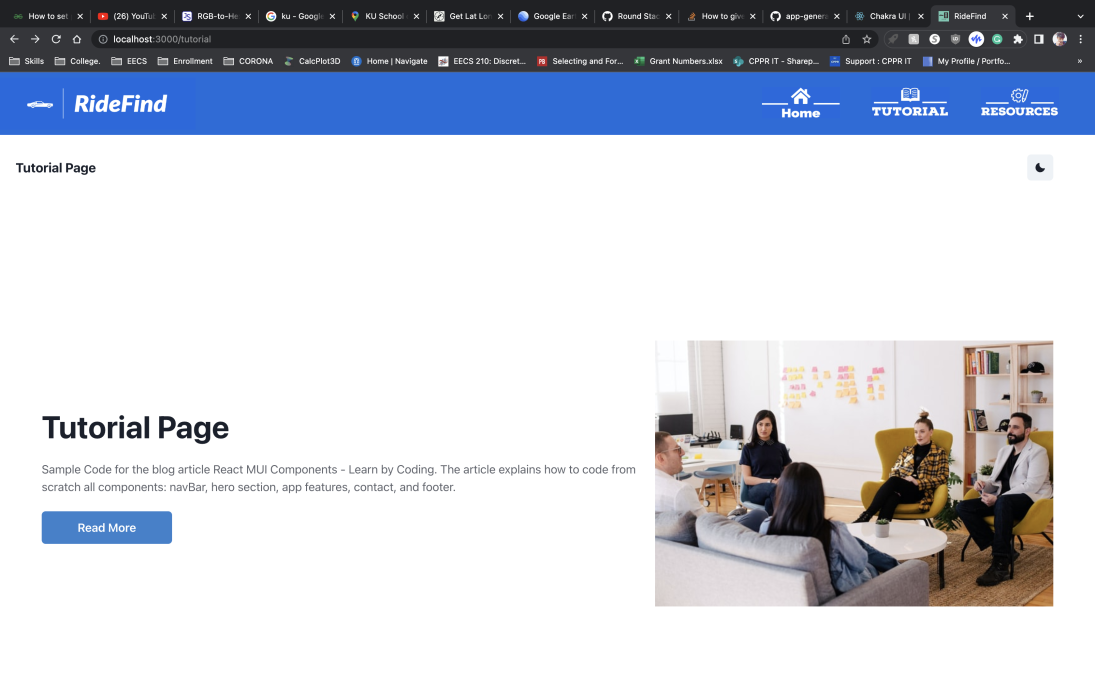 How to set
(26) YouTu
RGB-to-He
ku - Google
KU School
Get Lat Lon
Google Ear
Round Stac
How to give
app-genera
Chakra UI |
RideFind
localhost:3000/tutorial
Skills
College.
EECS
Enrollment
CORONA
CalcPlot3D
Home | Navigate
EECS 210: Discret...
Selecting and For...
Grant Numbers.xlsx
CPPR IT - Sharep...
Support : CPPR IT
My Profile / Portfo...
»
RideFind
Home
TUTORIAL
RESOURCES
Tutorial Page
Tutorial Page
Sample Code for the blog article React MUI Components - Learn by Coding. The article explains how to code from
scratch all components: navBar, hero section, app features, contact, and footer.
Read More